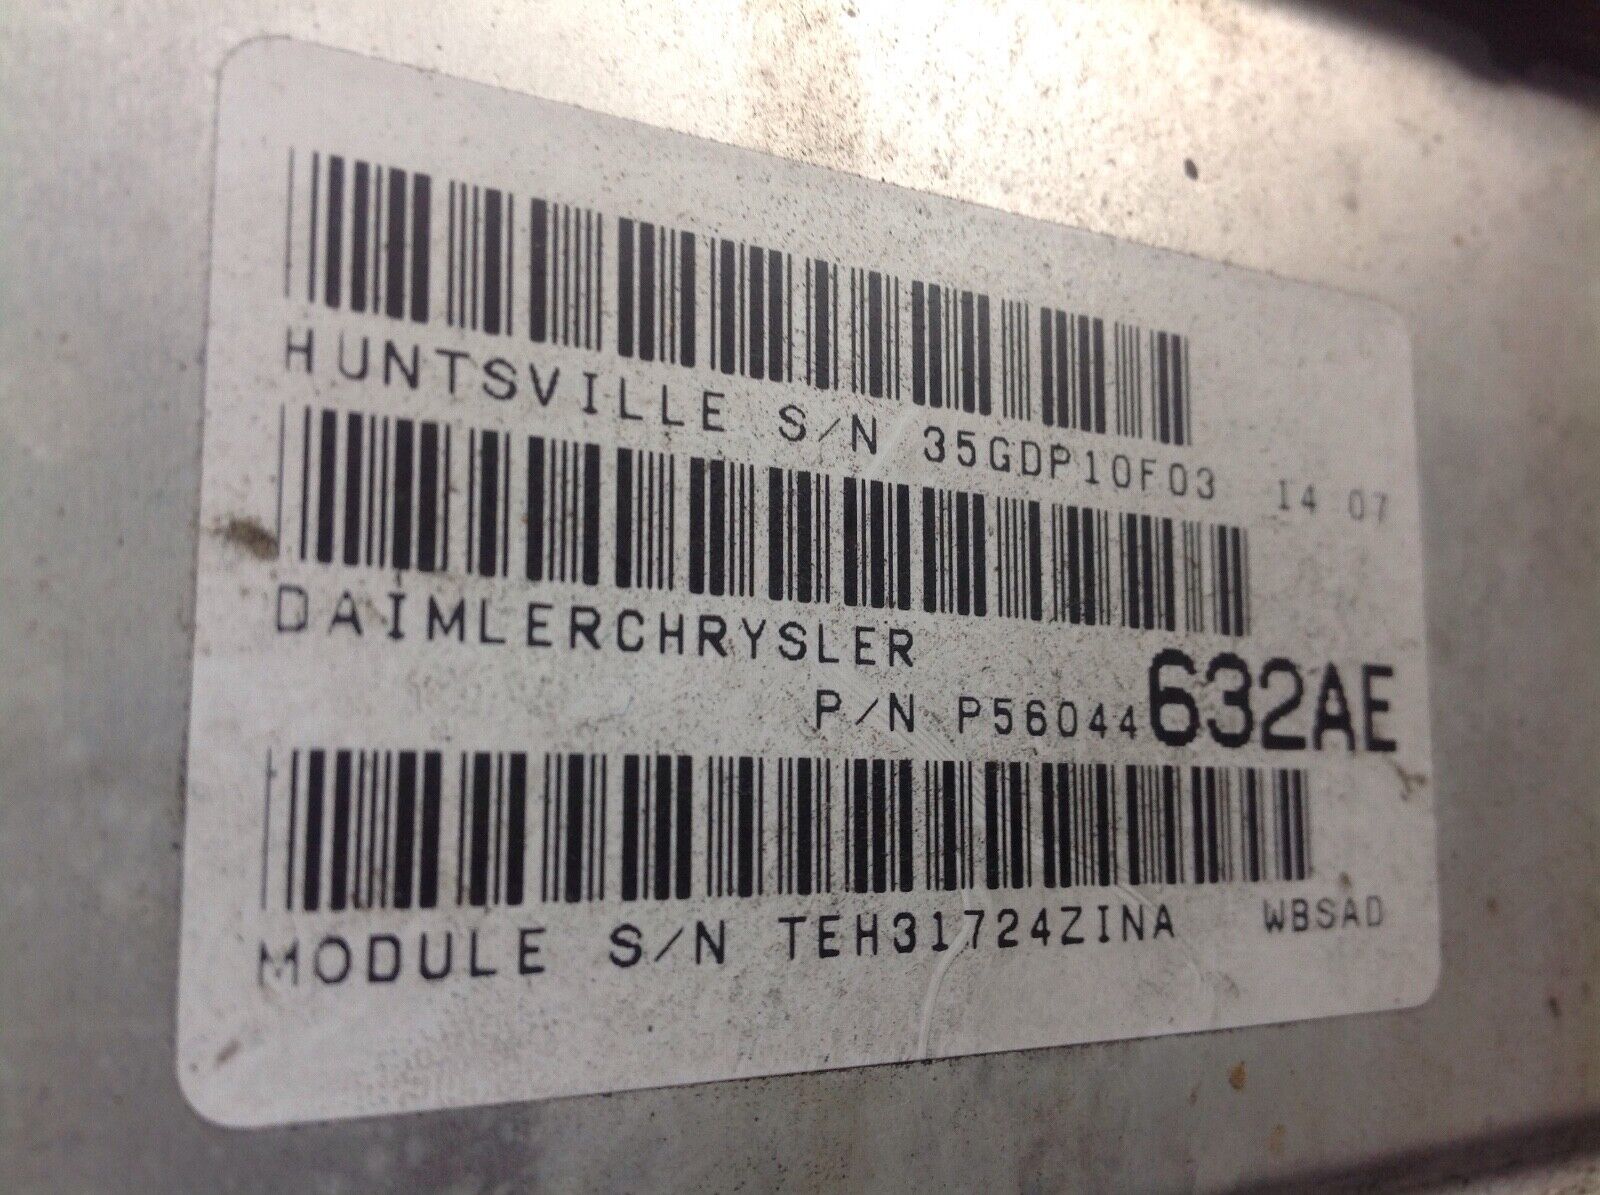 HUNTSVILLE S/N 35GDP10F03 14 07
DAIMLERCHRYSLER
P/N P56044632AE
MODULE S/N TEH31724ZINA WBSAD